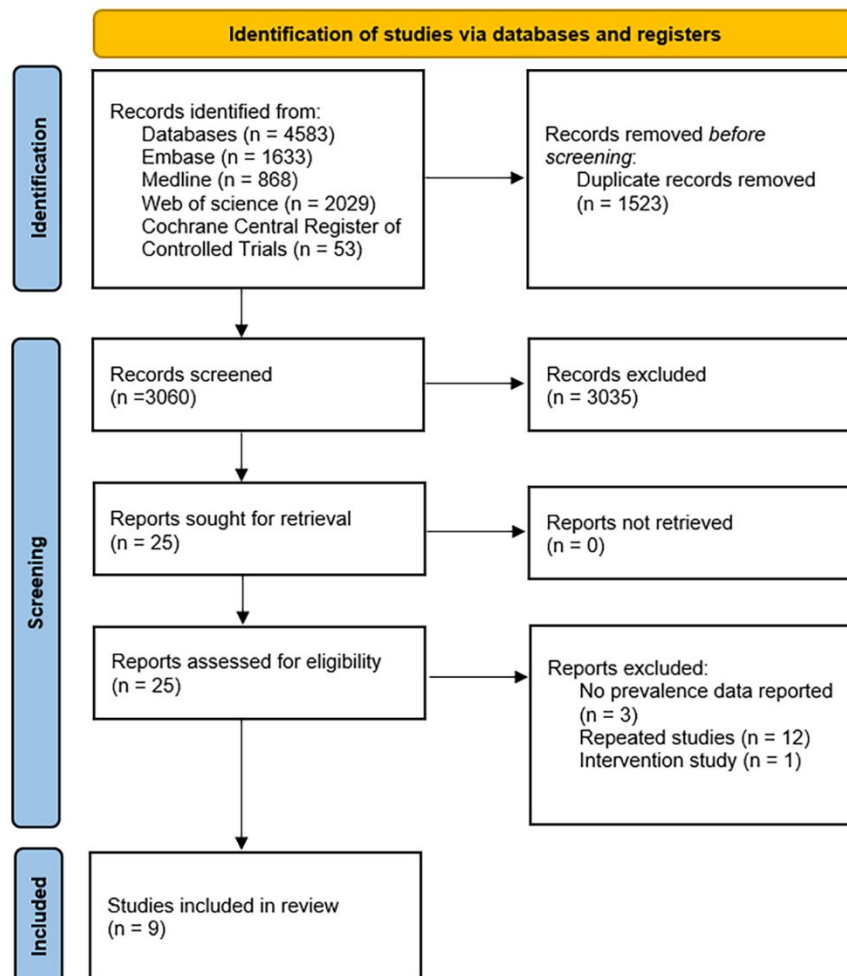 Identification of studies via databases and registers
Identification
Records identified from:
Databases (n = 4583)
Embase (n = 1633)
Medline (n = 868)
Web of science (n = 2029)
Cochrane Central Register of
Controlled Trials (n = 53)
Records removed before
screening:
Duplicate records removed
(n = 1523)
Screening
Records screened
(n =3060)
Records excluded
(n = 3035)
Reports sought for retrieval
(n = 25)
Reports not retrieved
(n = 0)
Reports assessed for eligibility
(n = 25)
Reports excluded:
No prevalence data reported
(n = 3)
Repeated studies (n = 12)
Intervention study (n = 1)
Included
Studies included in review
(n = 9)